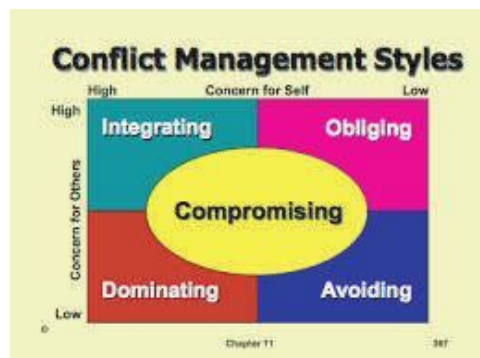 Conflict Management Styles
High Concern for Self Low
High
Integrating Obliging
Concern for Others
Compromising
Dominating Avoiding
Low
Chapter 11